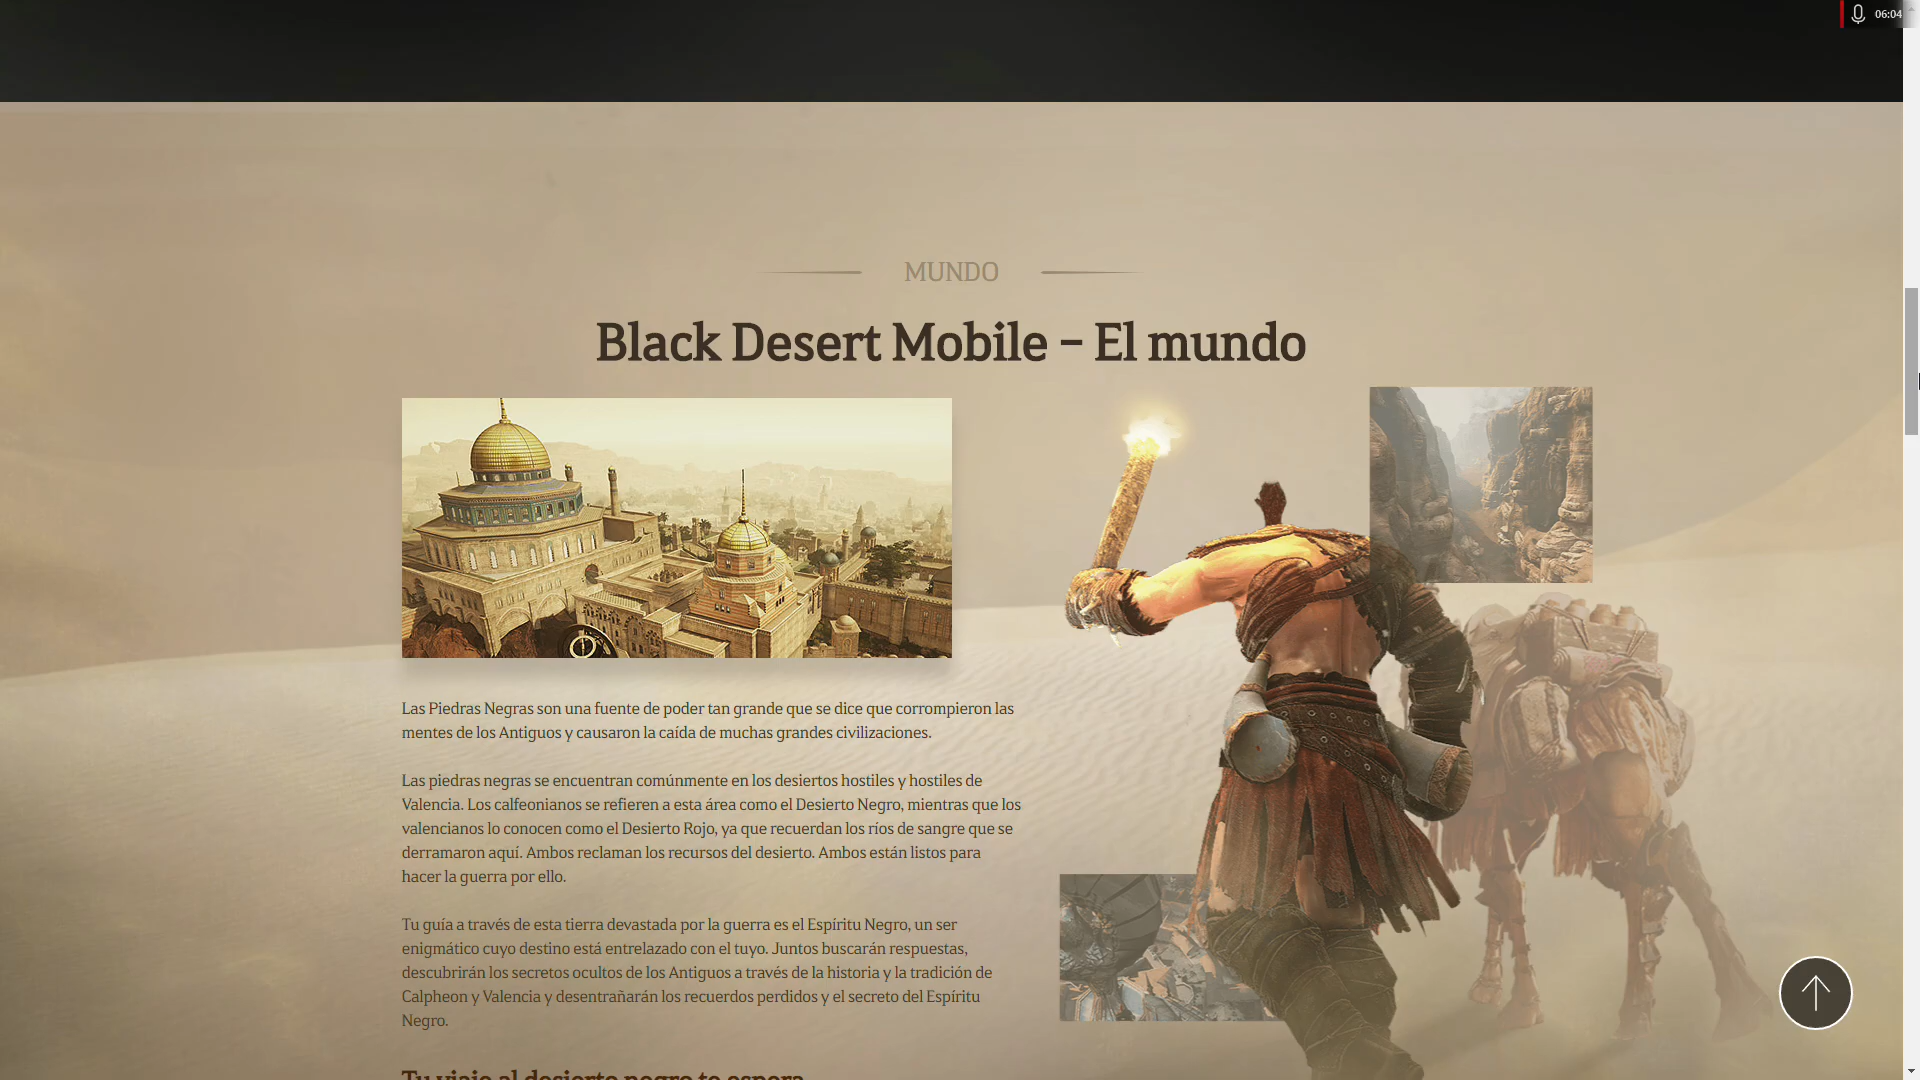 06:04
MUNDO
Black Desert Mobile – El mundo
Las Piedras Negras son una fuente de poder tan grande que se dice que corrompieron las
mentes de los Antiguos y causaron la caída de muchas grandes civilizaciones.
Las piedras negras se encuentran comúnmente en los desiertos hostiles y hostiles de
Valencia. Los calfeonianos se refieren a esta área como el Desierto Negro, mientras que los
valencianos lo conocen como el Desierto Rojo, ya que recuerdan los ríos de sangre que se
derramaron aquí. Ambos reclaman los recursos del desierto. Ambos están listos para
hacer la guerra por ello.
Tu guía a través de esta tierra devastada por la guerra es el Espíritu Negro, un ser
enigmático cuyo destino está entrelazado con el tuyo. Juntos buscarán respuestas,
descubrirán los secretos ocultos de los Antiguos a través de la historia y la tradición de
Calpheon y Valencia y desentrañarán los recuerdos perdidos y el secreto del Espíritu
Negro.
Tu viaje al desierto negro te espera